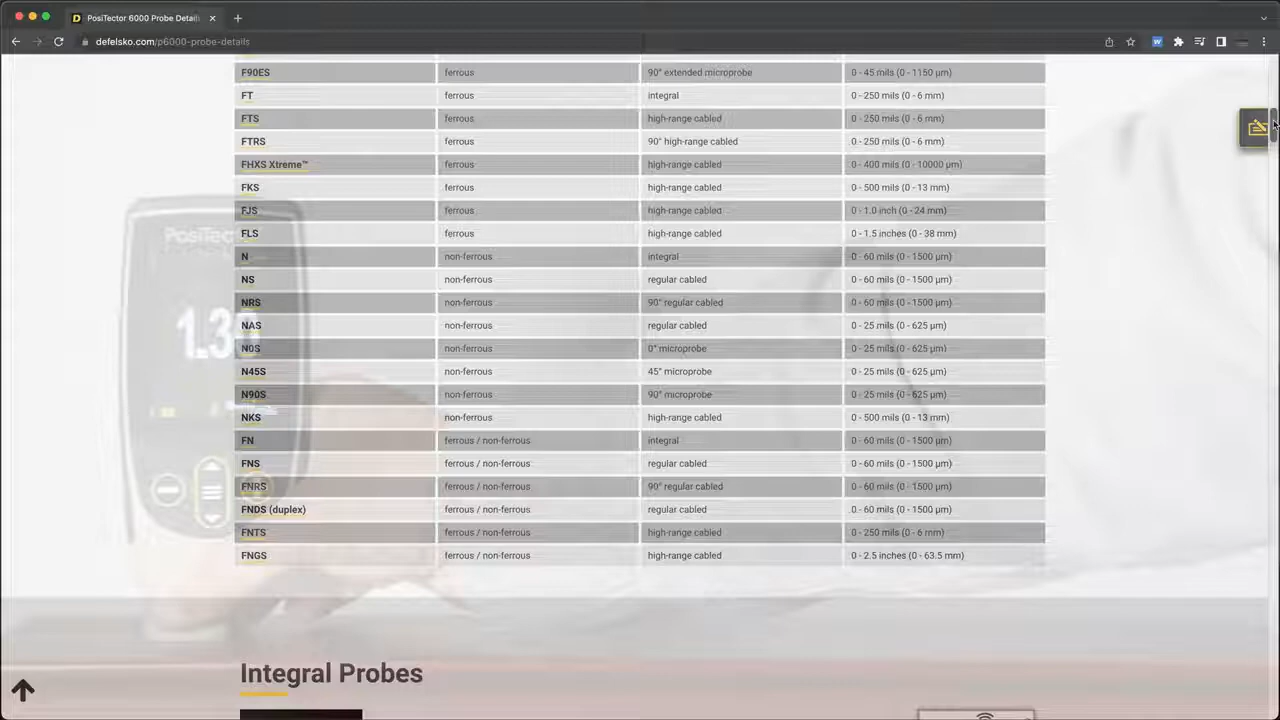 PosiTector 6000 Probe Details
defelsko.com/p6000-probe-details
F90ES ferrous 90° extended microprobe 0 - 45 mils (0 - 1150 µm)
FT ferrous integral 0 - 250 mils (0 - 6 mm)
FTS ferrous high-range cabled 0 - 250 mils (0 - 6 mm)
FTRS ferrous 90° high-range cabled 0 - 250 mils (0 - 6 mm)
FHXS Xtreme™ ferrous high-range cabled 0 - 400 mils (0 - 10000 µm)
FKS ferrous high-range cabled 0 - 500 mils (0 - 13 mm)
FJS ferrous high-range cabled 0 - 1.0 inch (0 - 24 mm)
FLS ferrous high-range cabled 0 - 1.5 inches (0 - 38 mm)
N non-ferrous integral 0 - 60 mils (0 - 1500 µm)
NS non-ferrous regular cabled 0 - 60 mils (0 - 1500 µm)
NRS non-ferrous 90° regular cabled 0 - 60 mils (0 - 1500 µm)
NAS non-ferrous regular cabled 0 - 25 mils (0 - 625 µm)
N0S non-ferrous 0° microprobe 0 - 25 mils (0 - 625 µm)
N45S non-ferrous 45° microprobe 0 - 25 mils (0 - 625 µm)
N90S non-ferrous 90° microprobe 0 - 25 mils (0 - 625 µm)
NKS non-ferrous high-range cabled 0 - 500 mils (0 - 13 mm)
FN ferrous / non-ferrous integral 0 - 60 mils (0 - 1500 µm)
FNS ferrous / non-ferrous regular cabled 0 - 60 mils (0 - 1500 µm)
FNRS ferrous / non-ferrous 90° regular cabled 0 - 60 mils (0 - 1500 µm)
FNDS (duplex) ferrous / non-ferrous regular cabled 0 - 60 mils (0 - 1500 µm)
FNTS ferrous / non-ferrous high-range cabled 0 - 250 mils (0 - 6 mm)
FNGS ferrous / non-ferrous high-range cabled 0 - 2.5 inches (0 - 63.5 mm)
Integral Probes